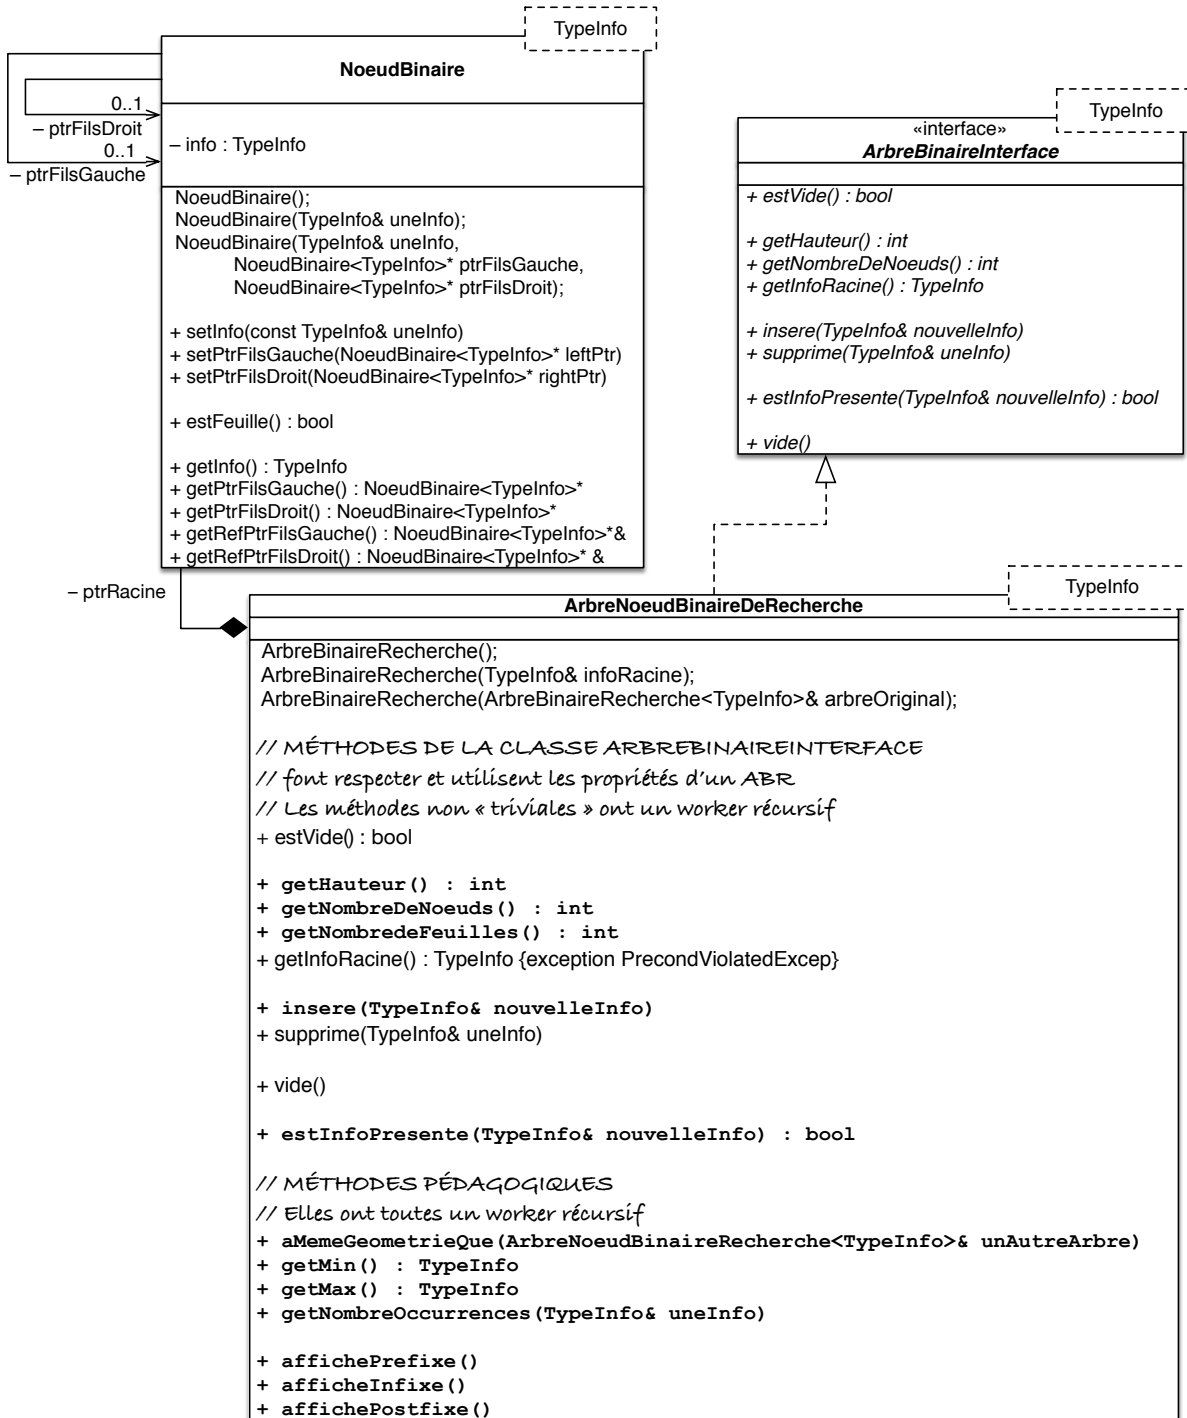 TypeInfo
NoeudBinaire
0..1
– ptrFilsDroit
0..1
– ptrFilsGauche
– info : TypeInfo
NoeudBinaire();
NoeudBinaire(TypeInfo& uneInfo);
NoeudBinaire(TypeInfo& uneInfo,
NoeudBinaire<TypeInfo>* ptrFilsGauche,
NoeudBinaire<TypeInfo>* ptrFilsDroit);
+ setInfo(const TypeInfo& uneInfo)
+ setPtrFilsGauche(NoeudBinaire<TypeInfo>* leftPtr)
+ setPtrFilsDroit(NoeudBinaire<TypeInfo>* rightPtr)
+ estFeuille() : bool
+ getInfo() : TypeInfo
+ getPtrFilsGauche() : NoeudBinaire<TypeInfo>*
+ getPtrFilsDroit() : NoeudBinaire<TypeInfo>*
+ getRefPtrFilsGauche() : NoeudBinaire<TypeInfo>*&
+ getRefPtrFilsDroit() : NoeudBinaire<TypeInfo>* &
TypeInfo
«interface»
ArbreBinaireInterface
+ estVide() : bool
+ getHauteur() : int
+ getNombreDeNoeuds() : int
+ getInfoRacine() : TypeInfo
+ insere(TypeInfo& nouvelleInfo)
+ supprime(TypeInfo& uneInfo)
+ estInfoPresente(TypeInfo& nouvelleInfo) : bool
+ vide()
– ptrRacine
TypeInfo
ArbreNoeudBinaireDeRecherche
ArbreBinaireRecherche();
ArbreBinaireRecherche(TypeInfo& infoRacine);
ArbreBinaireRecherche(ArbreBinaireRecherche<TypeInfo>& arbreOriginal);
// MÉTHODES DE LA CLASSE ARBREBINAIREINTERFACE
// font respecter et utilisent les propriétés d'un ABR
// Les méthodes non « triviales » ont un worker récursif
+ estVide() : bool
+ getHauteur() : int
+ getNombreDeNoeuds() : int
+ getNombredeFeuilles() : int
+ getInfoRacine() : TypeInfo {exception PrecondViolatedExcep}
+ insere(TypeInfo& nouvelleInfo)
+ supprime(TypeInfo& uneInfo)
+ vide()
+ estInfoPresente(TypeInfo& nouvelleInfo) : bool
// MÉTHODES PÉDAGOGIQUES
// Elles ont toutes un worker récursif
+ aMemeGeometrieQue(ArbreNoeudBinaireRecherche<TypeInfo>& unAutreArbre)
+ getMin() : TypeInfo
+ getMax() : TypeInfo
+ getNombreOccurrences(TypeInfo& uneInfo)
+ affichePrefixe()
+ afficheInfixe()
+ affichePostfixe()